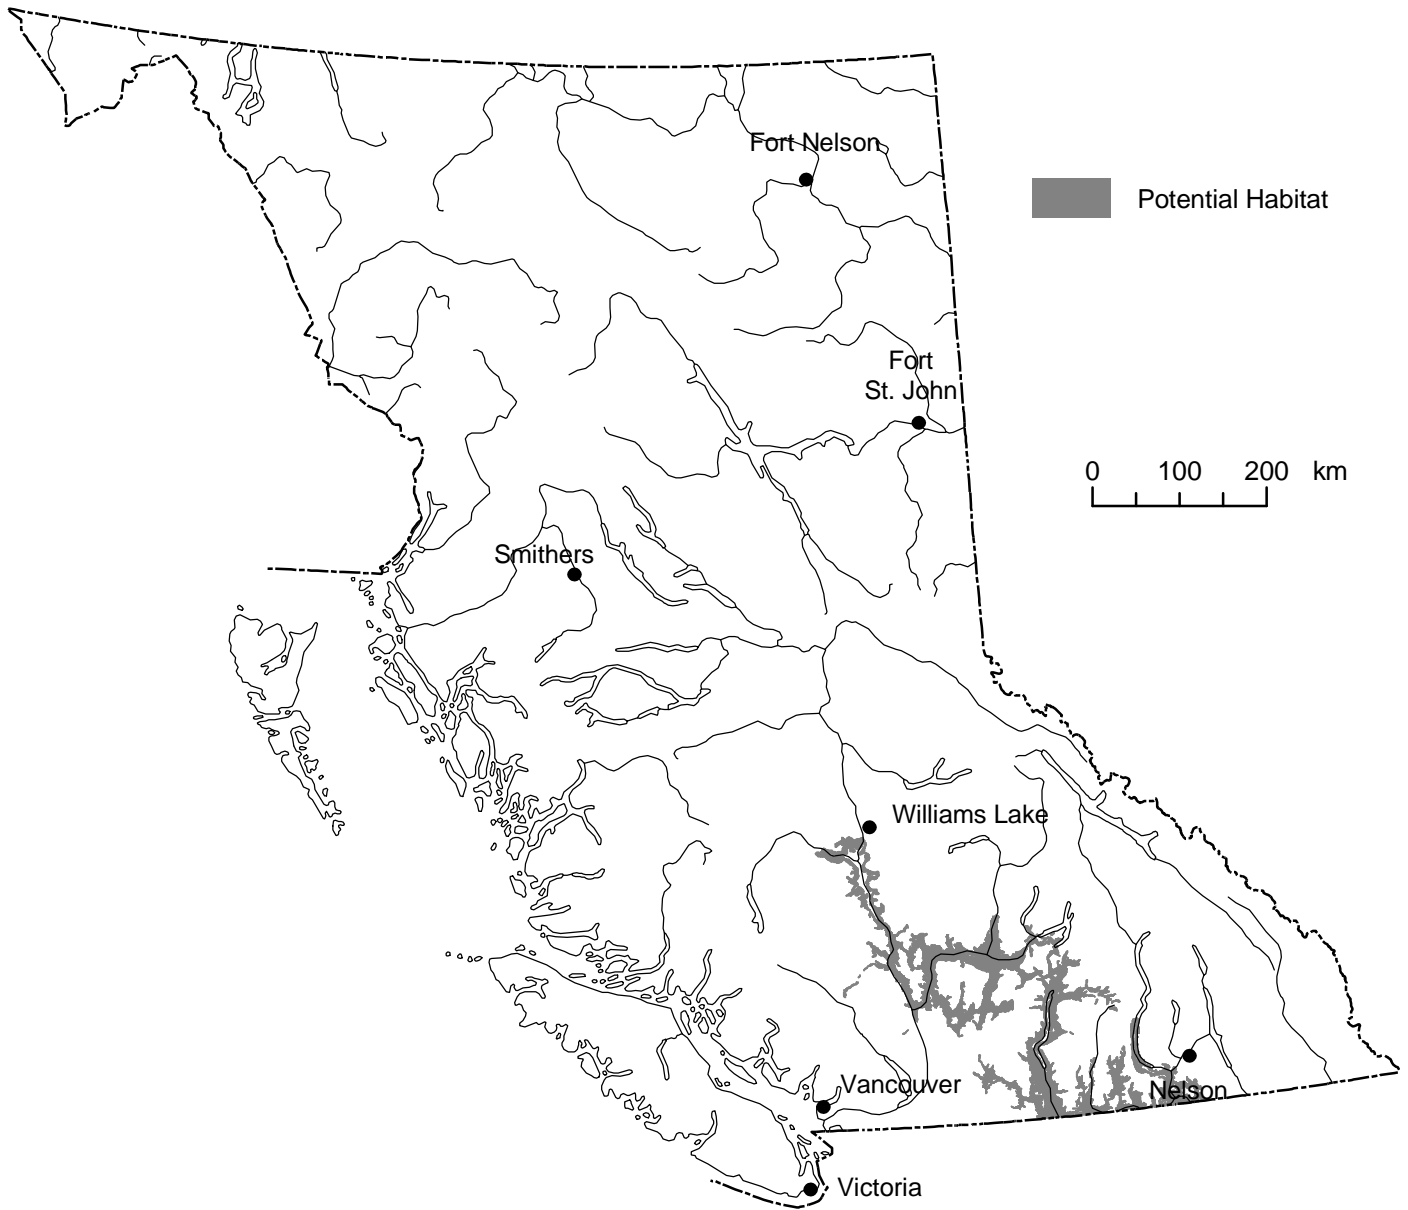 Fort Nelson
Potential Habitat
Fort
St. John
0 100 200 km
Smithers
Williams Lake
Vancouver
Nelson
Victoria